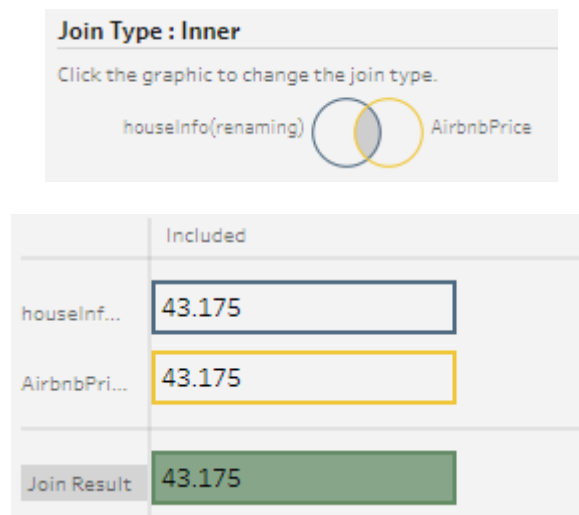 Join Type : Inner
Click the graphic to change the join type.
houseInfo(renaming) AirbnbPrice
Included
houseInf... 43.175
AirbnbPri... 43.175
Join Result 43.175